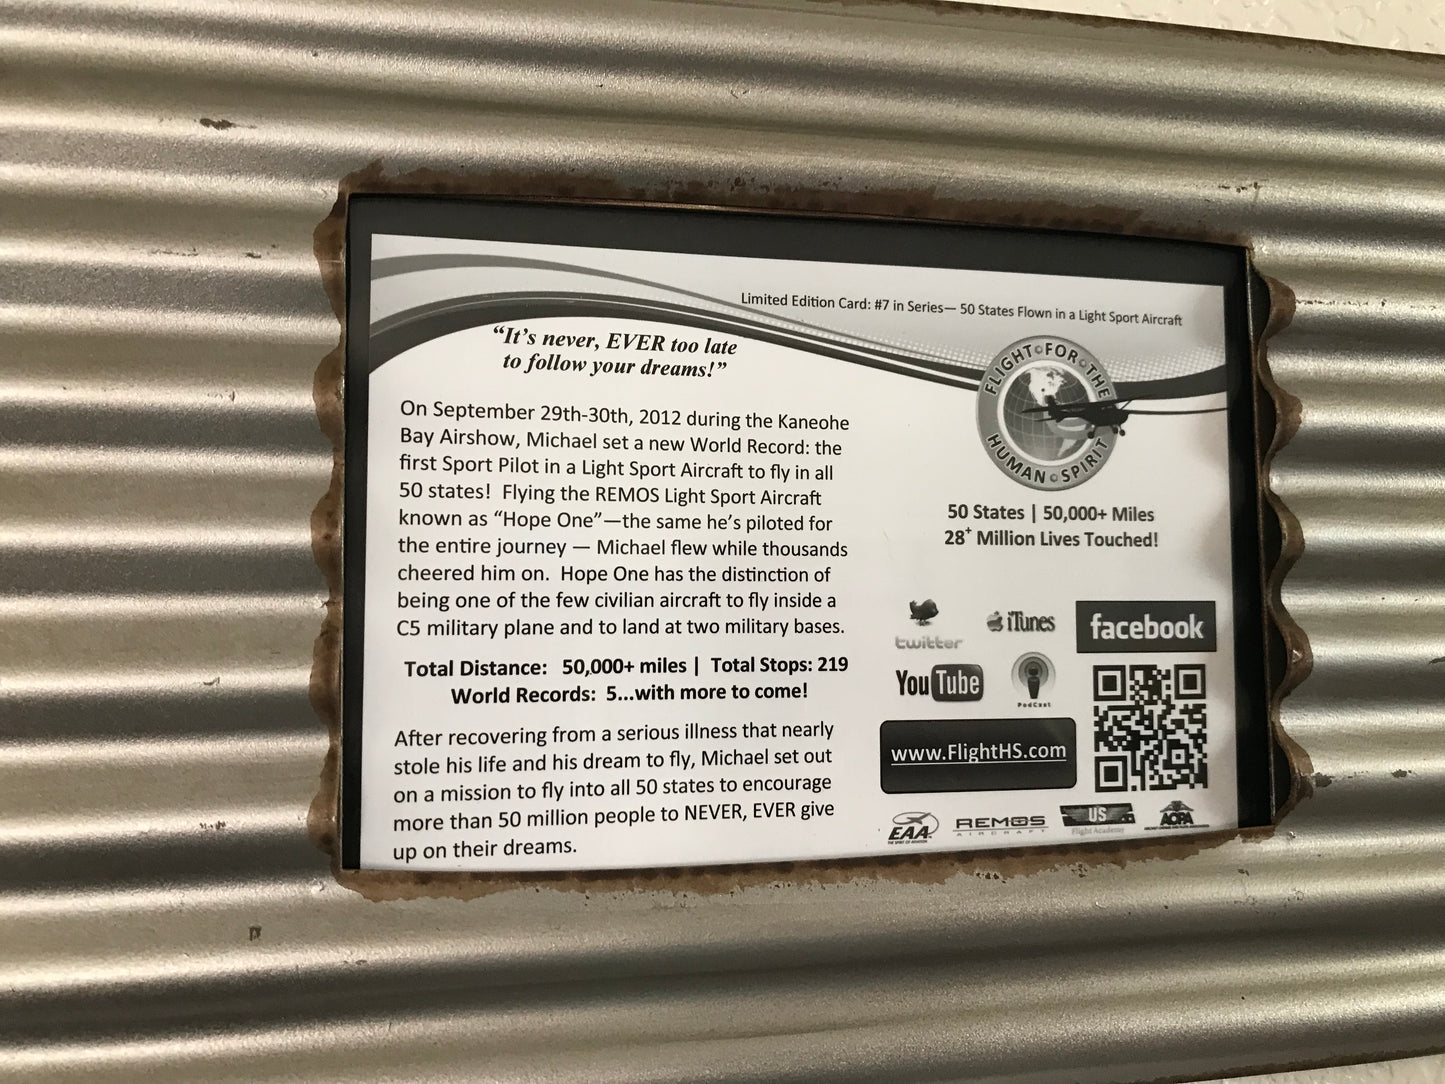 Limited Edition Card: #7 in Series— 50 States Flown in a Light Sport Aircraft
“It’s never, EVER too late
to follow your dreams!”
On September 29th-30th, 2012 during the Kaneohe
Bay Airshow, Michael set a new World Record: the
first Sport Pilot in a Light Sport Aircraft to fly in all
50 states!  Flying the REMOS Light Sport Aircraft
known as “Hope One”—the same he’s piloted for
the entire journey — Michael flew while thousands
cheered him on.  Hope One has the distinction of
being one of the few civilian aircraft to fly inside a
C5 military plane and to land at two military bases.
Total Distance:  50,000+ miles | Total Stops: 219
World Records:  5...with more to come!
After recovering from a serious illness that nearly
stole his life and his dream to fly, Michael set out
on a mission to fly into all 50 states to encourage
more than 50 million people to NEVER, EVER give
up on their dreams.
FLIGHT FOR THE
HUMAN SPIRIT
50 States | 50,000+ Miles
28+ Million Lives Touched!
twitter
iTunes
facebook
YouTube
PodCast
www.FlightHS.com
EAA
THE SPIRIT OF AVIATION
REMOS
AIRCRAFT
US
Flight Academy
AOPA